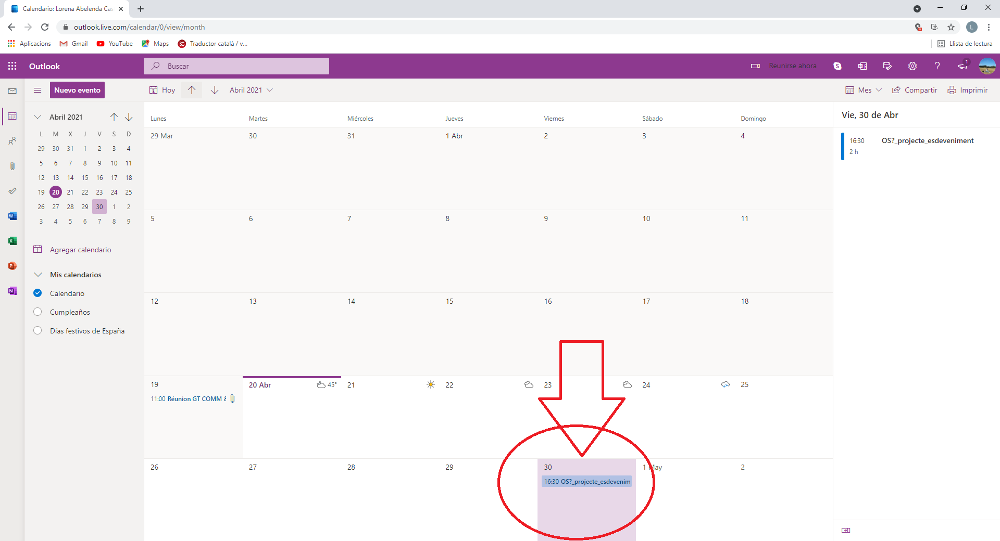 Calendario: Lorena Abelenda Cas
outlook.live.com/calendar/0/view/month
L
Aplicacions
Gmail
YouTube
Maps
SC
Traductor català / v...
Llista de lectura
Outlook
Buscar
Reunirse ahora
S
?
1
Nuevo evento
Hoy
Abril 2021
Mes
Compartir
Imprimir
Abril 2021
L M X J V S D
29 30 31 1 2 3 4
5 6 7 8 9 10 11
12 13 14 15 16 17 18
19 20 21 22 23 24 25
26 27 28 29 30 1 2
3 4 5 6 7 8 9
W
X
P
N
Agregar calendario
Mis calendarios
Calendario
Cumpleaños
Días festivos de España
Lunes Martes Miércoles Jueves Viernes Sábado Domingo
29 Mar 30 31 1 Abr 2 3 4
5 6 7 8 9 10 11
12 13 14 15 16 17 18
19 20 Abr 45° 21 22 23 24 25
11:00 Réunion GT COMM &
26 27 28 29 30 1 May 2
16:30 OS?_projecte_esdevenim
Vie, 30 de Abr
16:30 OS?_projecte_esdeveniment
2 h